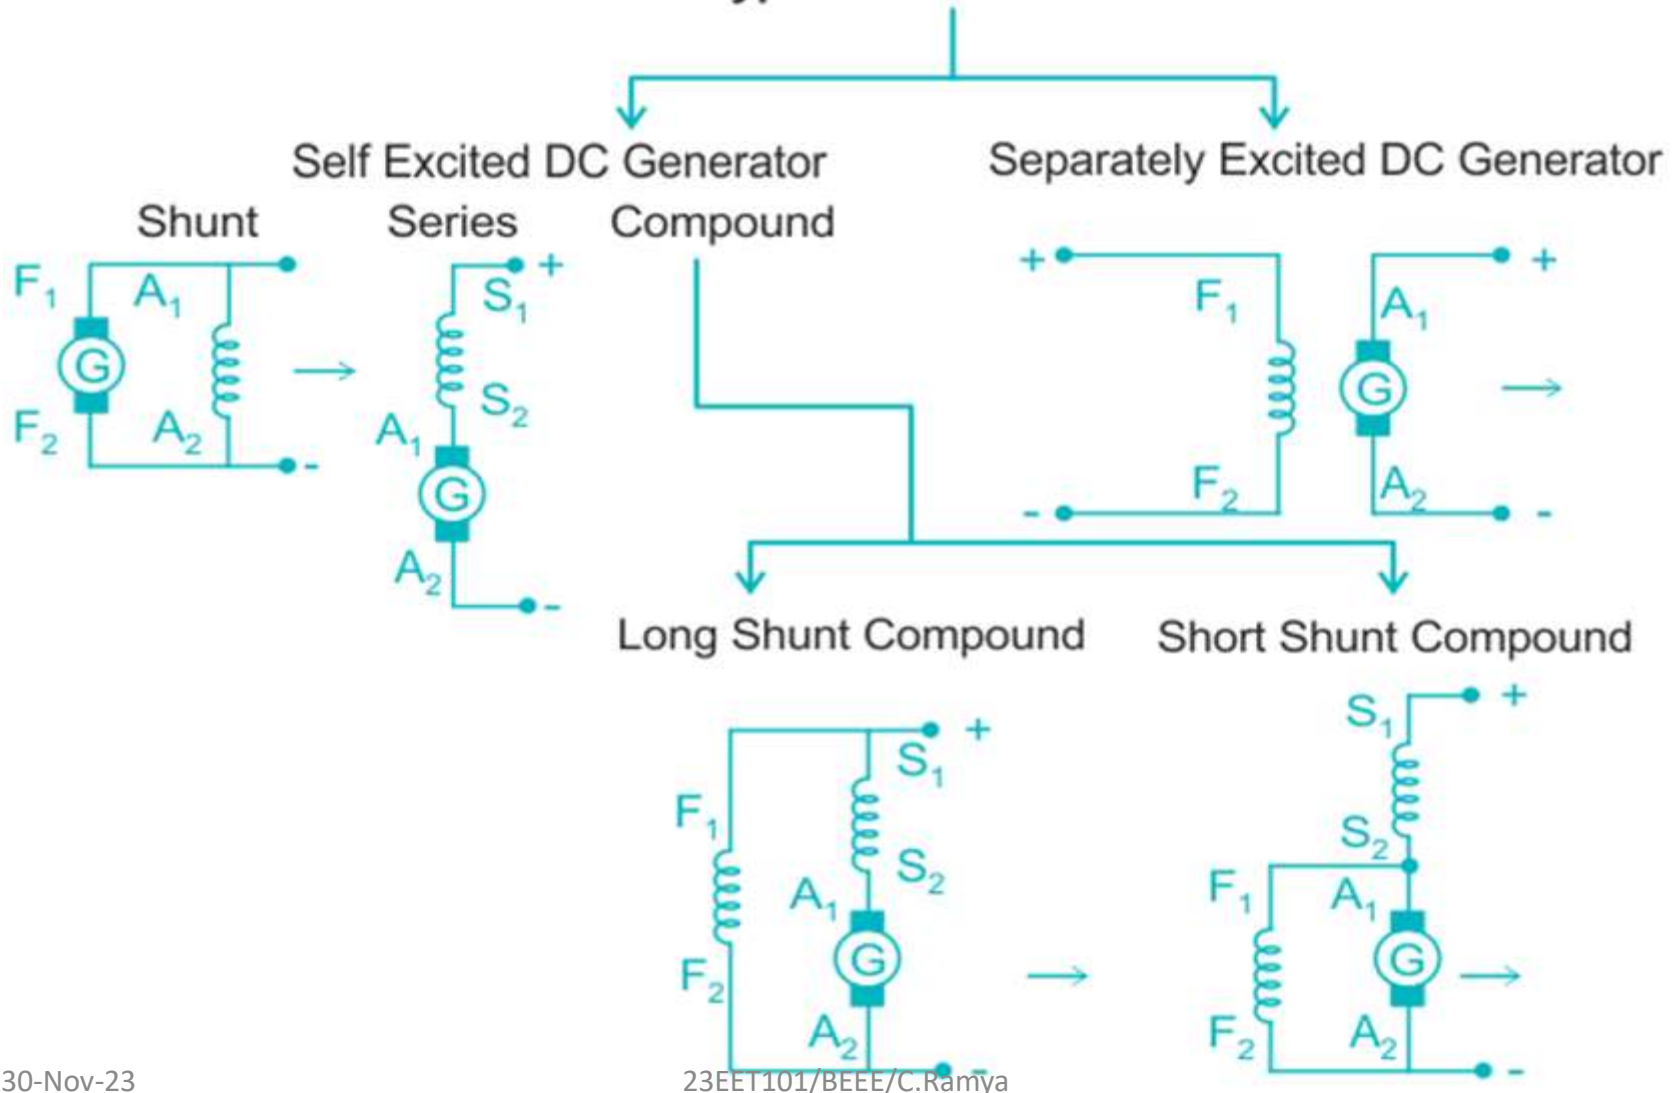 Self Excited DC Generator
Separately Excited DC Generator
Shunt
Series
Compound
F1
A1
G
F2
A2
-
+
S1
S2
A1
G
A2
-
+
F1
F2
-
+
A1
G
A2
-
Long Shunt Compound
Short Shunt Compound
+
S1
F1
S2
A1
G
F2
A2
-
+
S1
S2
F1
A1
G
F2
A2
-
30-Nov-23
23EET101/BEEE/C.Ramya